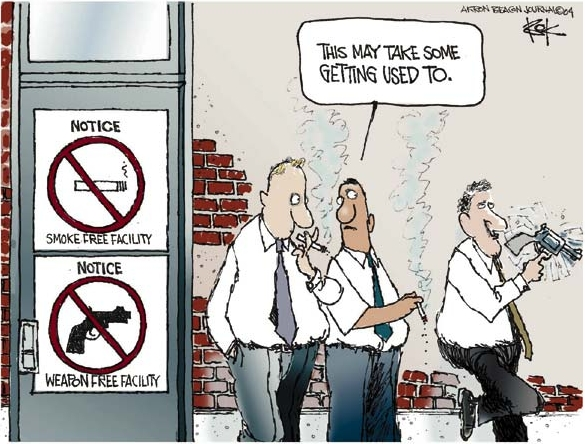 AKRON BEACON JOURNAL ©04
THIS MAY TAKE SOME
GETTING USED TO.
NOTICE
SMOKE FREE FACILITY
NOTICE
WEAPON FREE FACILITY